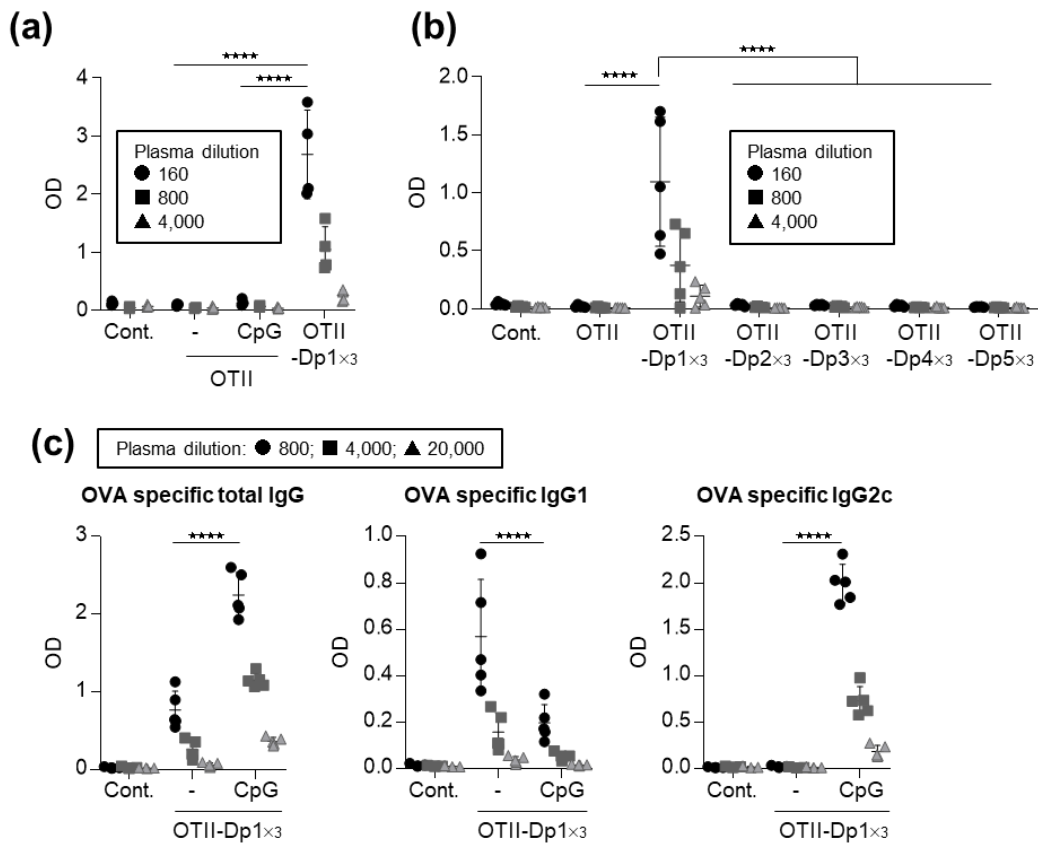 (a)
★★★★
★★★★
4
3
2
1
0
OD
Plasma dilution
160
800
4,000
Cont.
-
CpG
OTII
OTII
-Dp1×3
(b)
★★★★
★★★★
2.0
1.5
1.0
0.5
0.0
OD
Plasma dilution
160
800
4,000
Cont.
OTII
OTII
-Dp1×3
OTII
-Dp2×3
OTII
-Dp3×3
OTII
-Dp4×3
OTII
-Dp5×3
(c)
Plasma dilution: ● 800; ■ 4,000; ▲ 20,000
OVA specific total IgG
★★★★
3
2
1
0
OD
Cont.
-
CpG
OTII-Dp1×3
OVA specific IgG1
★★★★
1.0
0.8
0.6
0.4
0.2
0.0
OD
Cont.
-
CpG
OTII-Dp1×3
OVA specific IgG2c
★★★★
2.5
2.0
1.5
1.0
0.5
0.0
OD
Cont.
-
CpG
OTII-Dp1×3